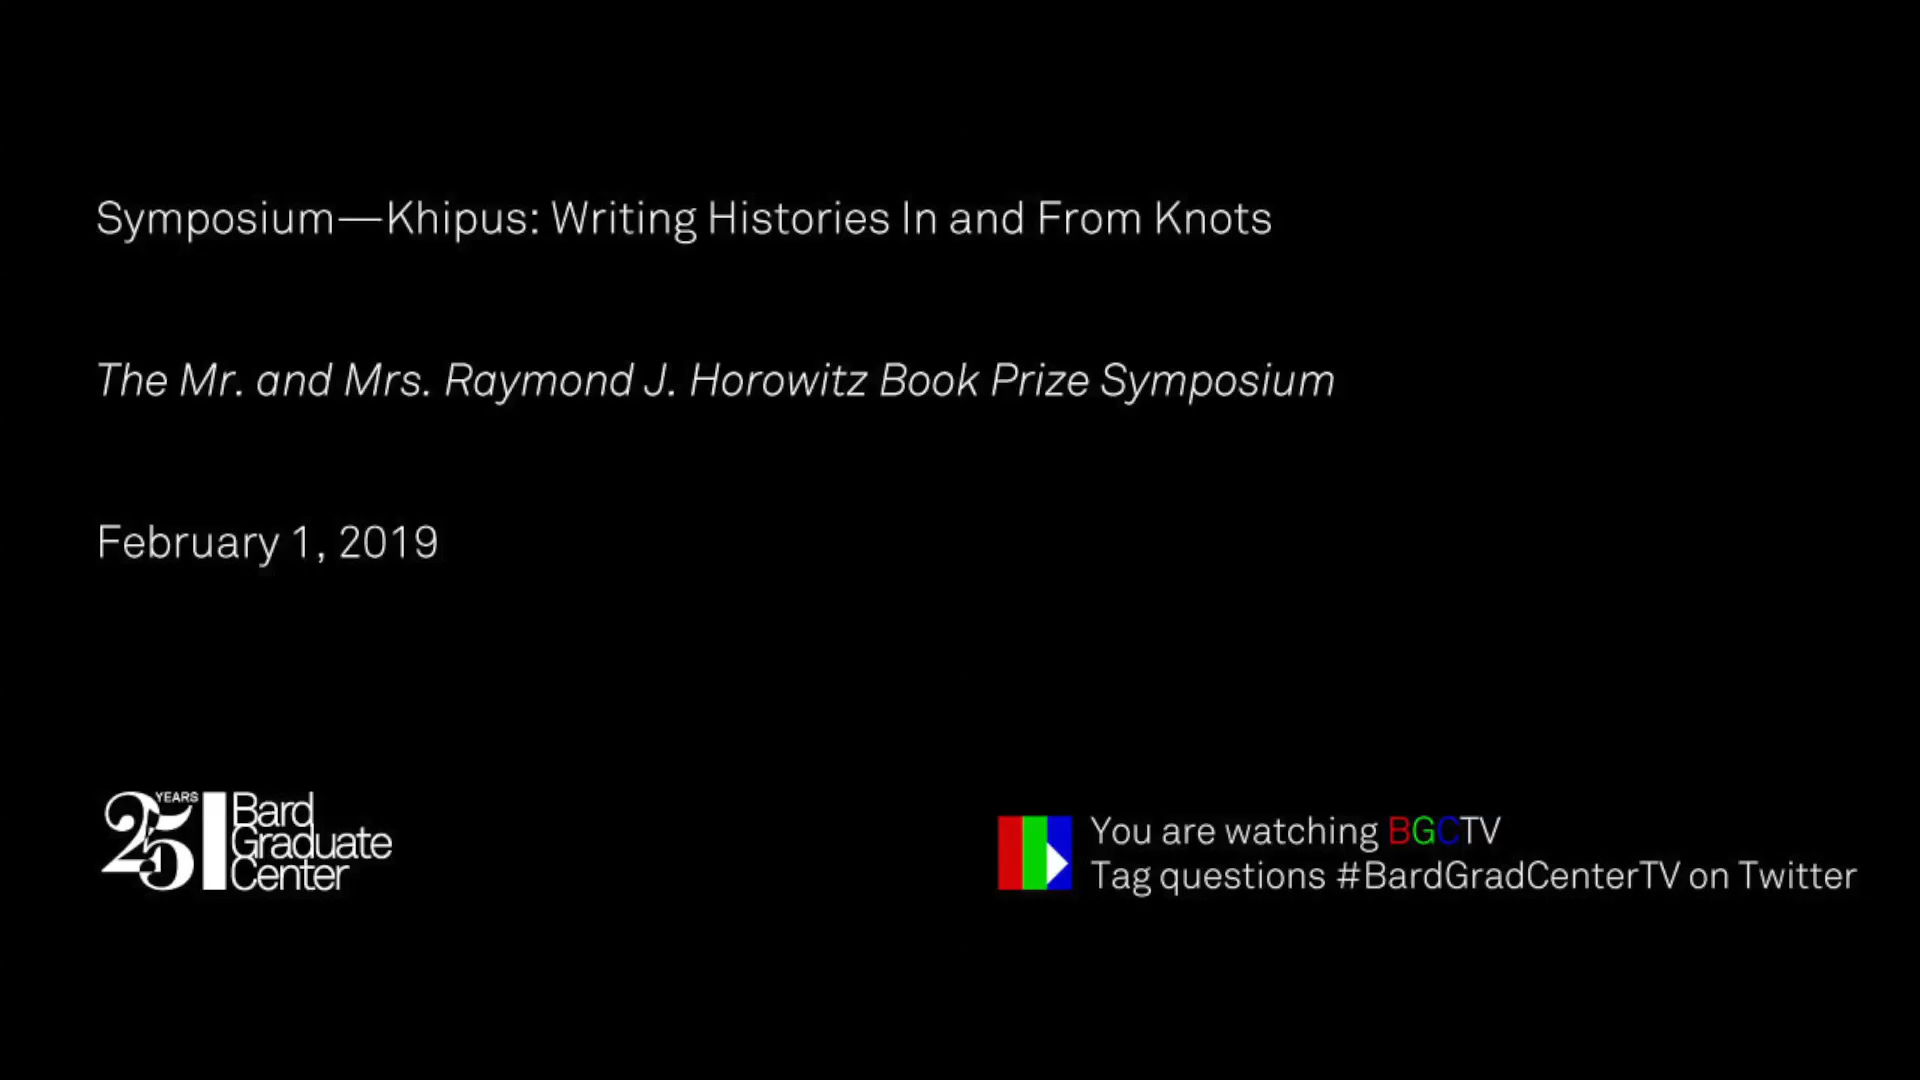 Symposium—Khipus: Writing Histories In and From Knots
The Mr. and Mrs. Raymond J. Horowitz Book Prize Symposium
February 1, 2019
25 YEARS
Bard
Graduate
Center
You are watching BGCTV
Tag questions #BardGradCenterTV on Twitter